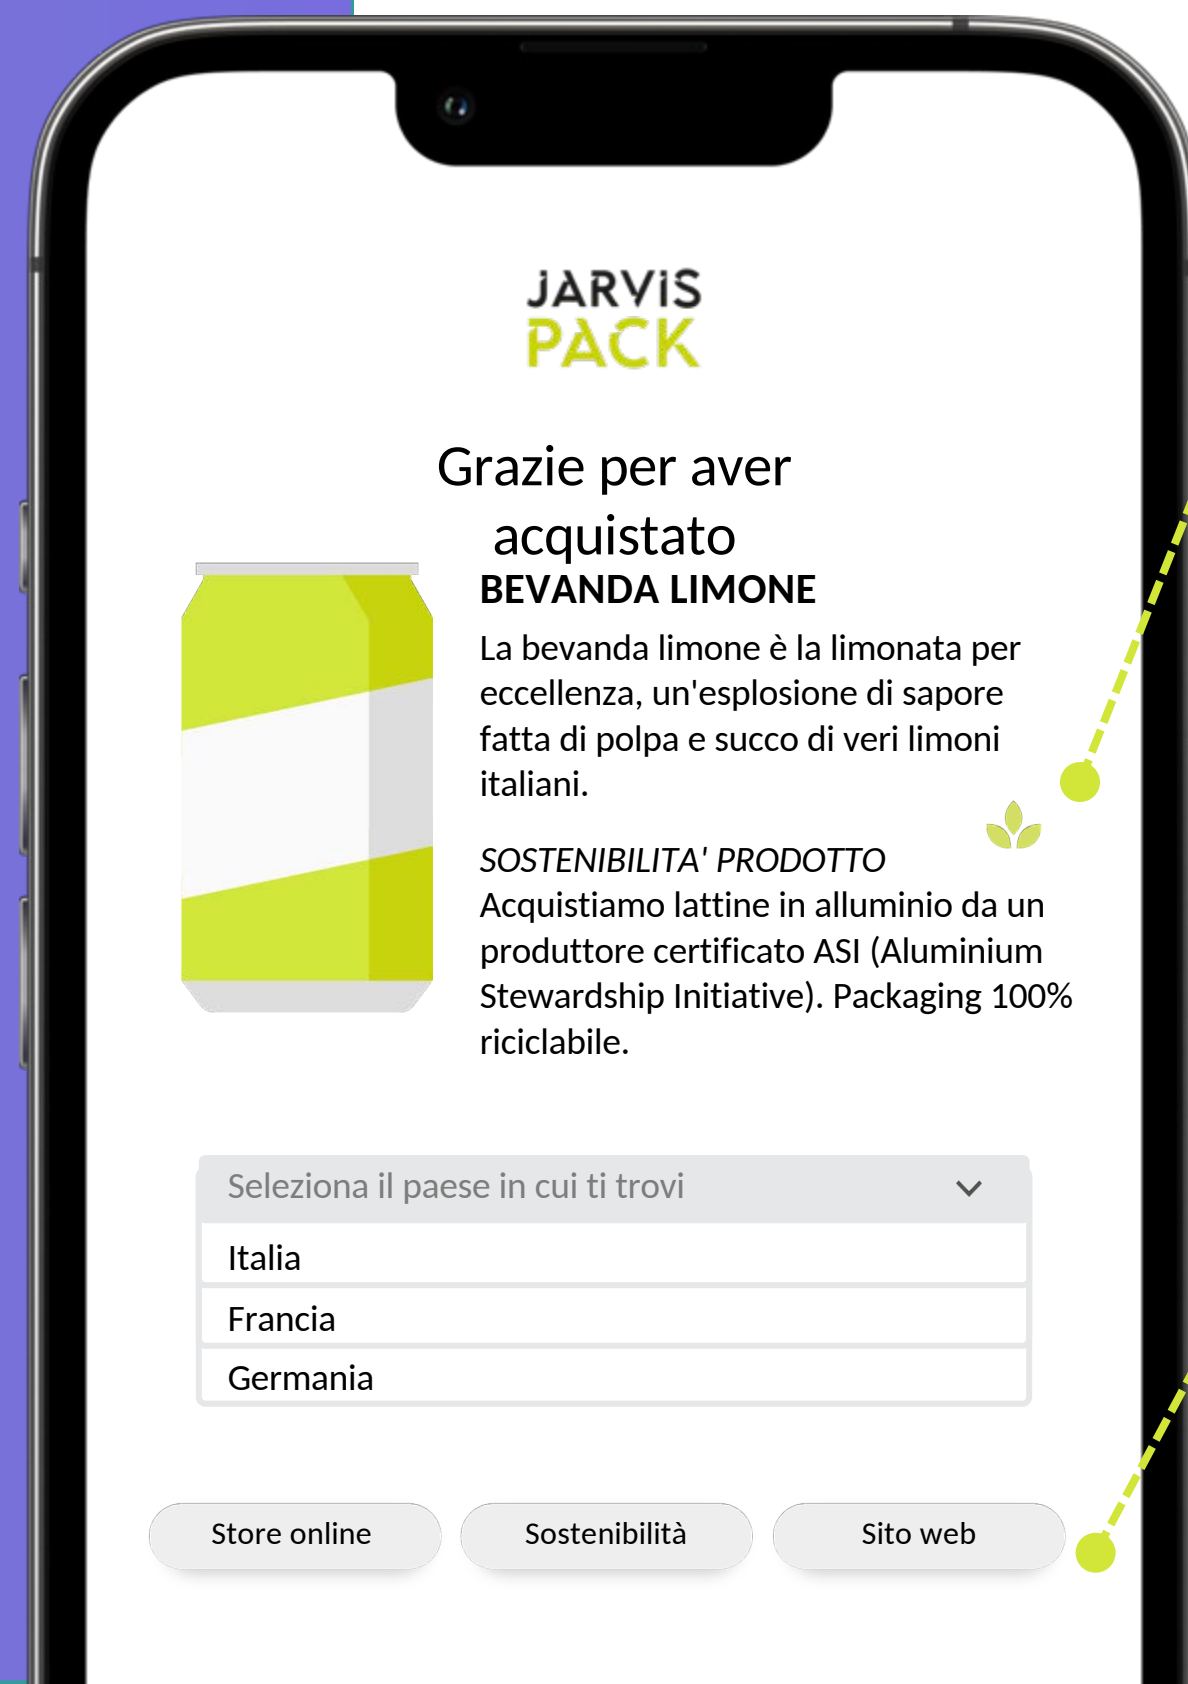 JARVIS
PACK
Grazie per aver
acquistato
BEVANDA LIMONE
La bevanda limone è la limonata per
eccellenza, un'esplosione di sapore
fatta di polpa e succo di veri limoni
italiani.
SOSTENIBILITA' PRODOTTO
Acquistiamo lattine in alluminio da un
produttore certificato ASI (Aluminium
Stewardship Initiative). Packaging 100%
riciclabile.
Seleziona il paese in cui ti trovi
Italia
Francia
Germania
Store online
Sostenibilità
Sito web